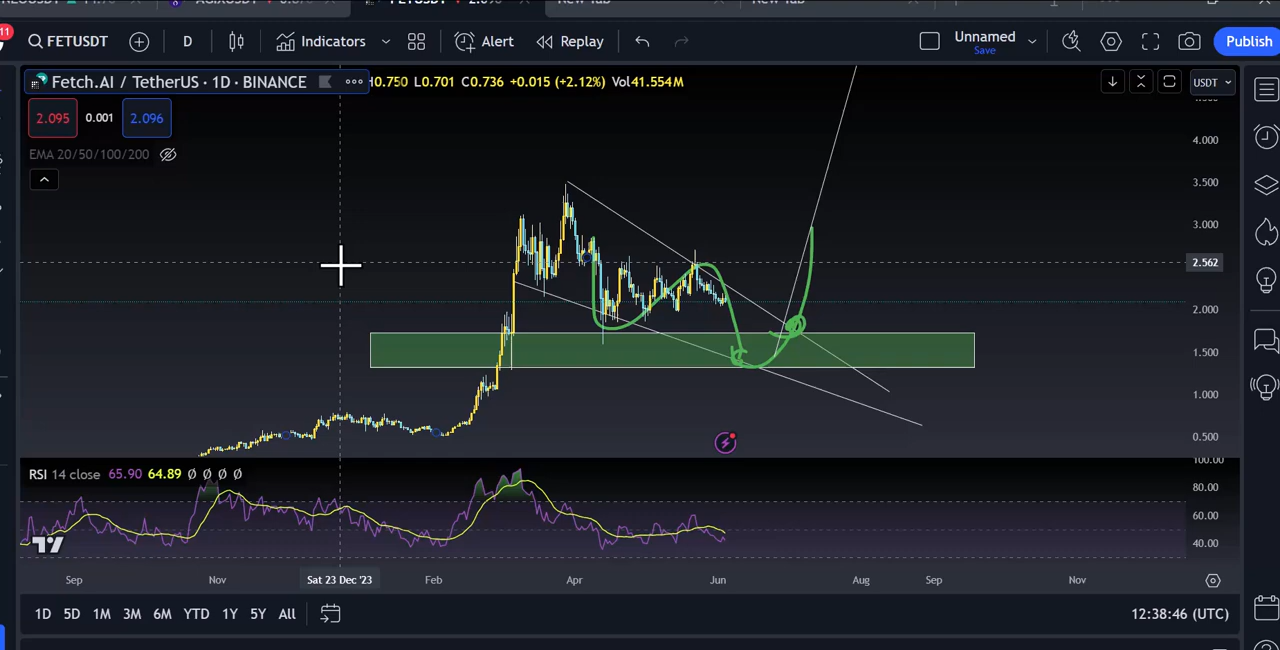 FETUSDT D Indicators Alert Replay Unnamed Save Publish
11
Fetch.AI / TetherUS · 1D · BINANCE ••• H0.750 L0.701 C0.736 +0.015 (+2.12%) Vol41.554M USDT
2.095 0.001 2.096
EMA 20/50/100/200
4.000
3.500
3.000
2.562
2.000
1.500
1.000
0.500
100.00
RSI 14 close 65.90 64.89 Ø Ø Ø Ø
80.00
60.00
40.00
Sep Nov Sat 23 Dec '23 Feb Apr Jun Aug Sep Nov
1D 5D 1M 3M 6M YTD 1Y 5Y All 12:38:46 (UTC)